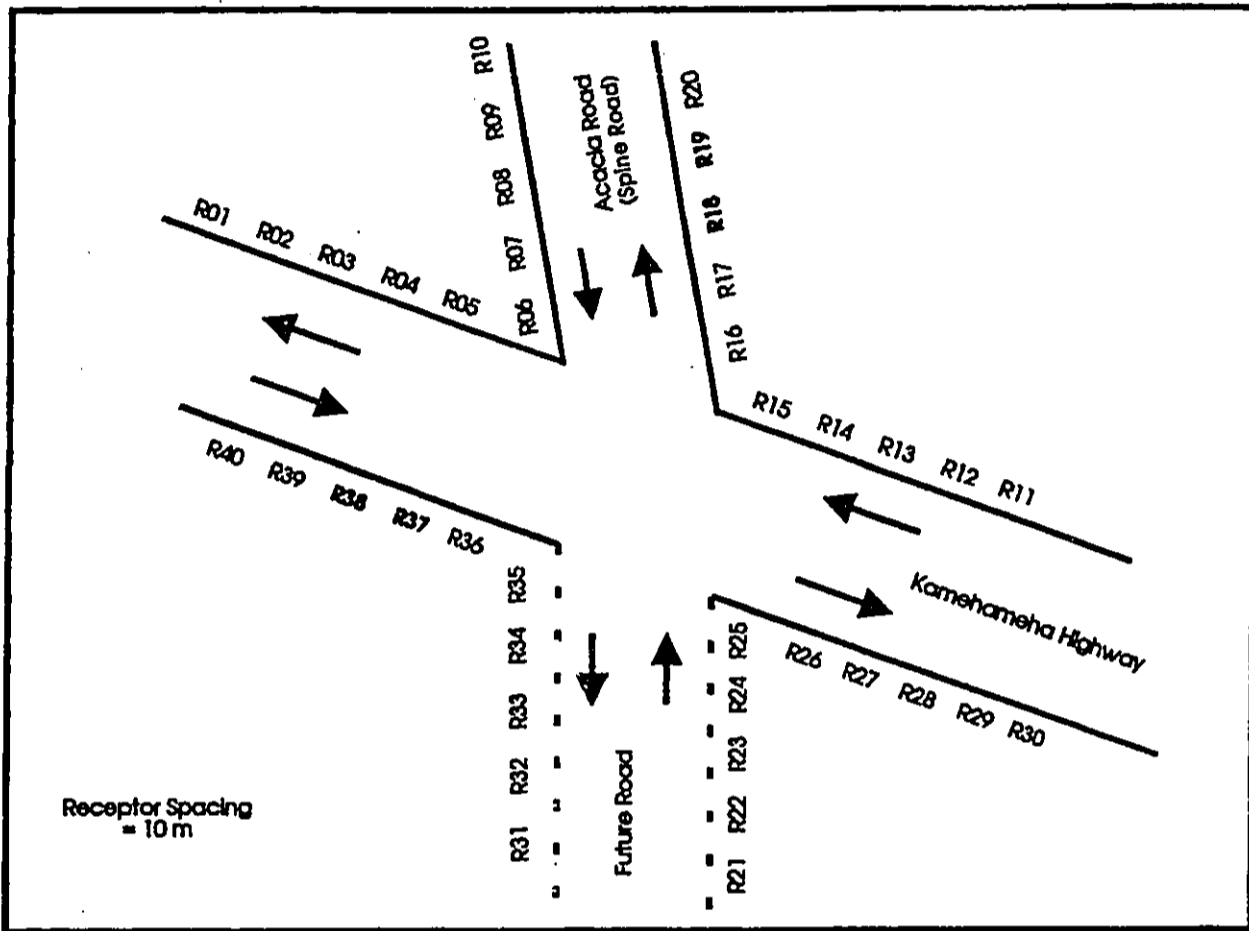 R10
R09
R08
R07
R06
Acacia Road
(Spine Road)
R20
R19
R18
R17
R16
R01
R02
R03
R04
R05
R15
R14
R13
R12
R11
R40
R39
R38
R37
R36
Kamehameha Highway
R35
R34
R33
R32
R31
Future Road
R25
R24
R23
R22
R21
R26
R27
R28
R29
R30
Receptor Spacing
= 10 m